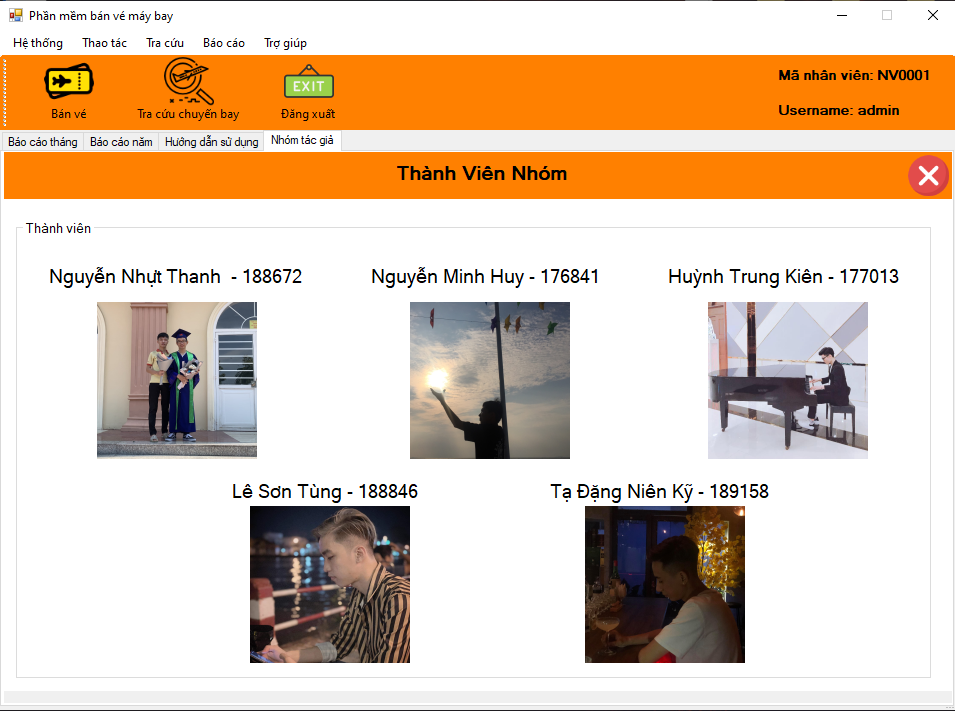 Phần mềm bán vé máy bay
Hệ thống Thao tác Tra cứu Báo cáo Trợ giúp
EXIT
Bán vé Tra cứu chuyến bay Đăng xuất
Mã nhân viên: NV0001
Username: admin
Báo cáo tháng Báo cáo năm Hướng dẫn sử dụng Nhóm tác giả
Thành Viên Nhóm
Thành viên
Nguyễn Nhựt Thanh - 188672 Nguyễn Minh Huy - 176841 Huỳnh Trung Kiên - 177013
Lê Sơn Tùng - 188846 Tạ Đặng Niên Kỹ - 189158